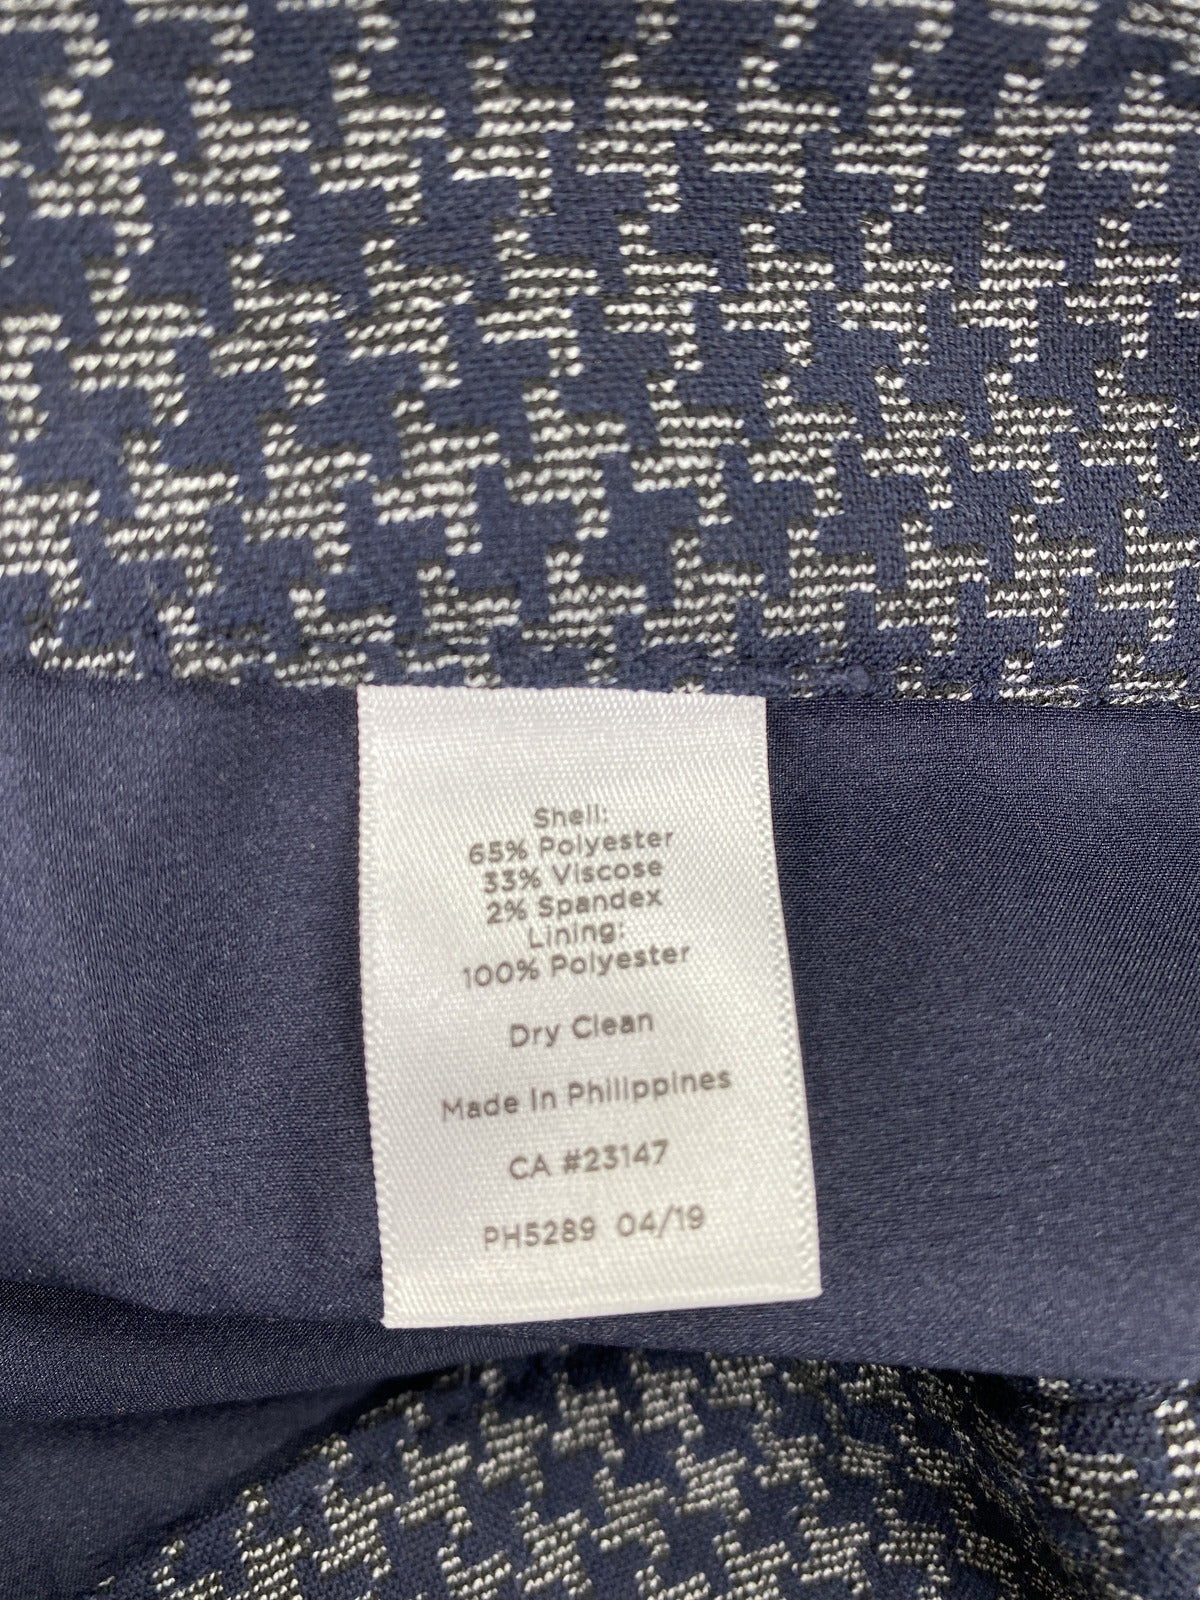 Shell:
65% Polyester
33% Viscose
2% Spandex
Lining:
100% Polyester
Dry Clean
Made In Philippines
CA #23147
PH5289 04/19